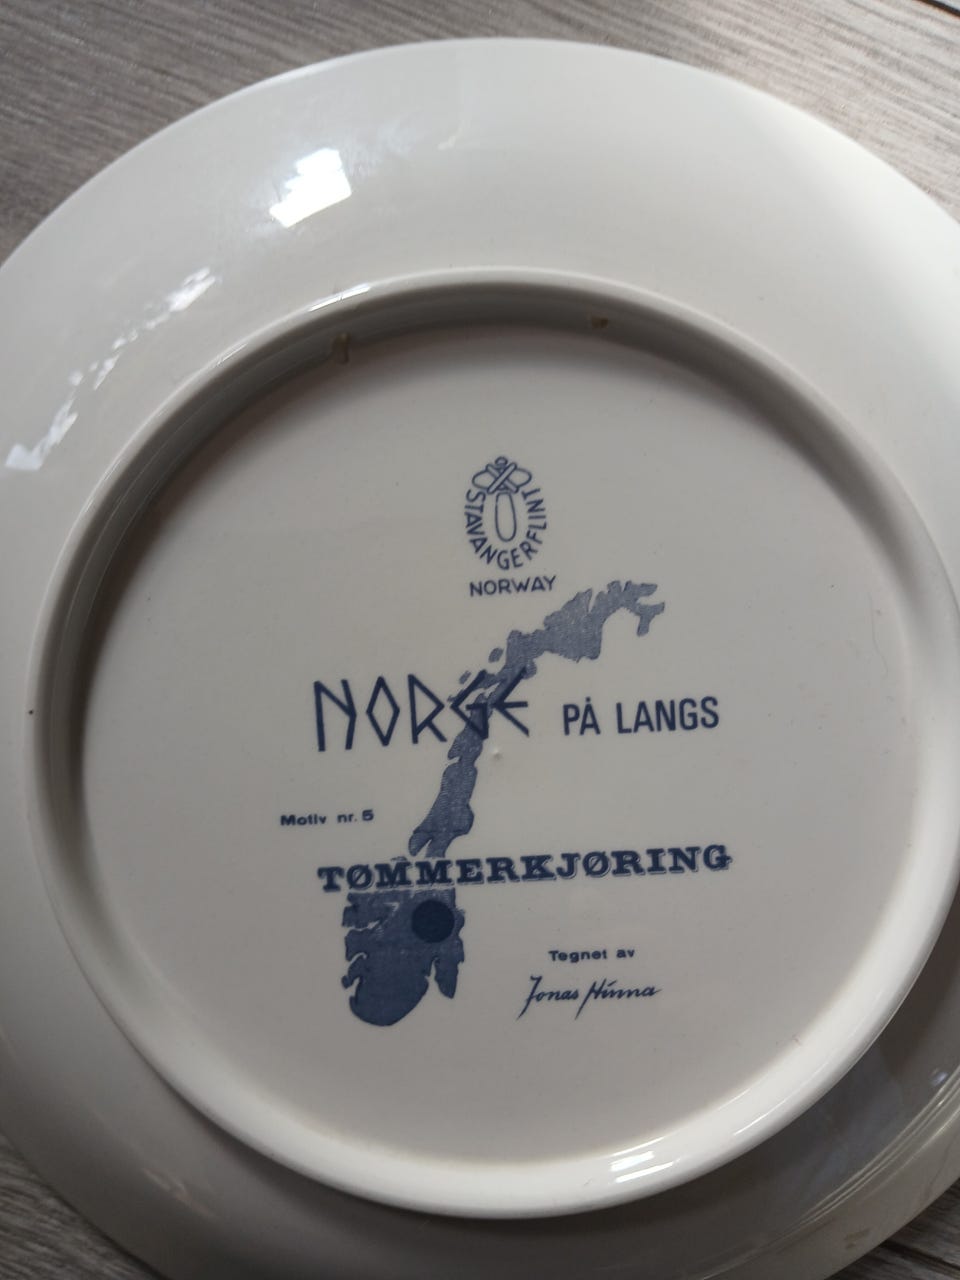 STAVANGERFLINT
NORWAY
NORGE PÅ LANGS
Motiv nr. 5
TØMMERKJØRING
Tegnet av
Jonas Hinna